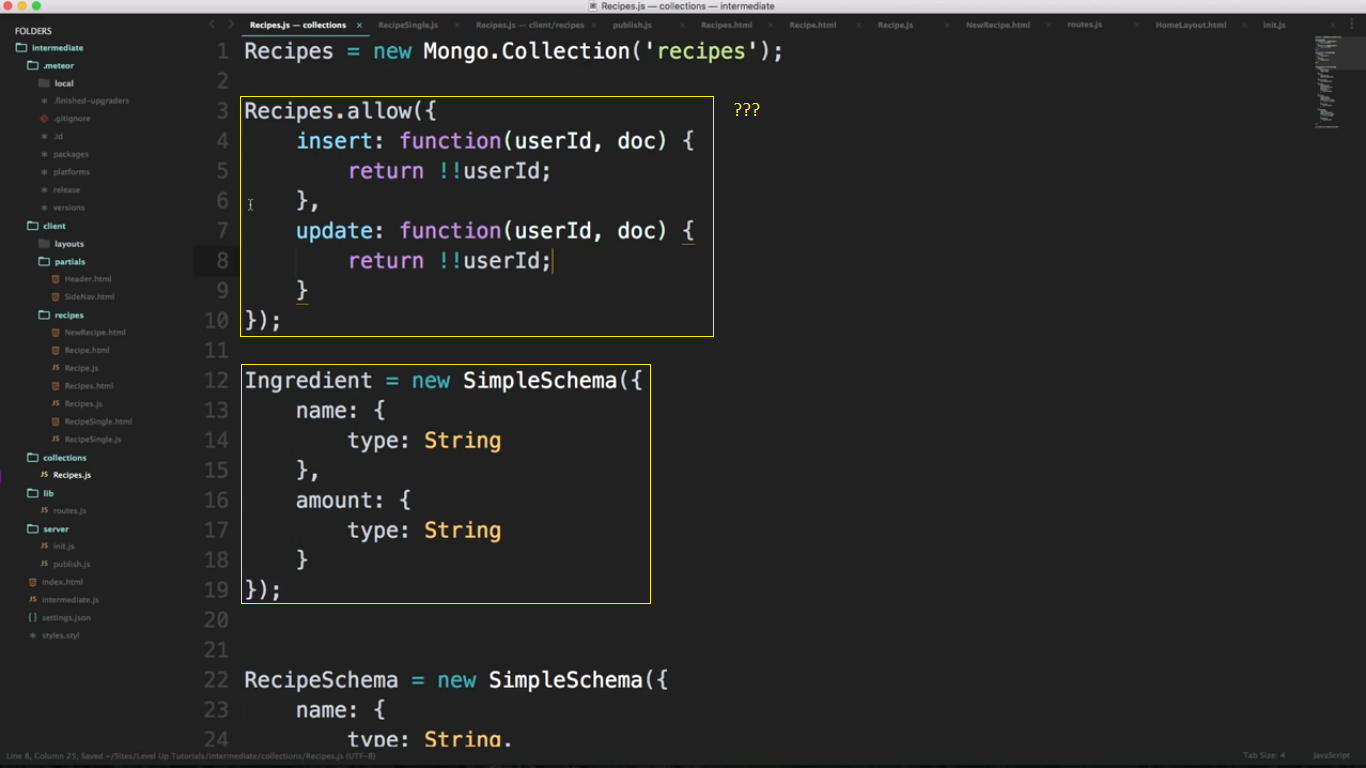 Recipes.js — collections — intermediate
FOLDERS
intermediate
.meteor
local
.finished-upgraders
.gitignore
.id
packages
platforms
release
versions
client
layouts
partials
Header.html
SideNav.html
recipes
NewRecipe.html
Recipe.html
Recipe.js
Recipes.html
Recipes.js
RecipeSingle.html
RecipeSingle.js
collections
Recipes.js
lib
routes.js
server
init.js
publish.js
index.html
intermediate.js
settings.json
styles.styl
Recipes.js — collections × RecipeSingle.js Recipes.js — client/recipes publish.js Recipes.html Recipe.html Recipe.js NewRecipe.html routes.js HomeLayout.html init.js
1 Recipes = new Mongo.Collection('recipes');
2
3 Recipes.allow({ ???
4 insert: function(userId, doc) {
5 return !!userId;
6 },
7 update: function(userId, doc) {
8 return !!userId;
9 }
10 });
11
12 Ingredient = new SimpleSchema({
13 name: {
14 type: String
15 },
16 amount: {
17 type: String
18 }
19 });
20
21
22 RecipeSchema = new SimpleSchema({
23 name: {
24 type: String,
Line 8, Column 25; Saved ~/Sites/Level Up Tutorials/intermediate/collections/Recipes.js (UTF-8) Tab Size: 4 JavaScript